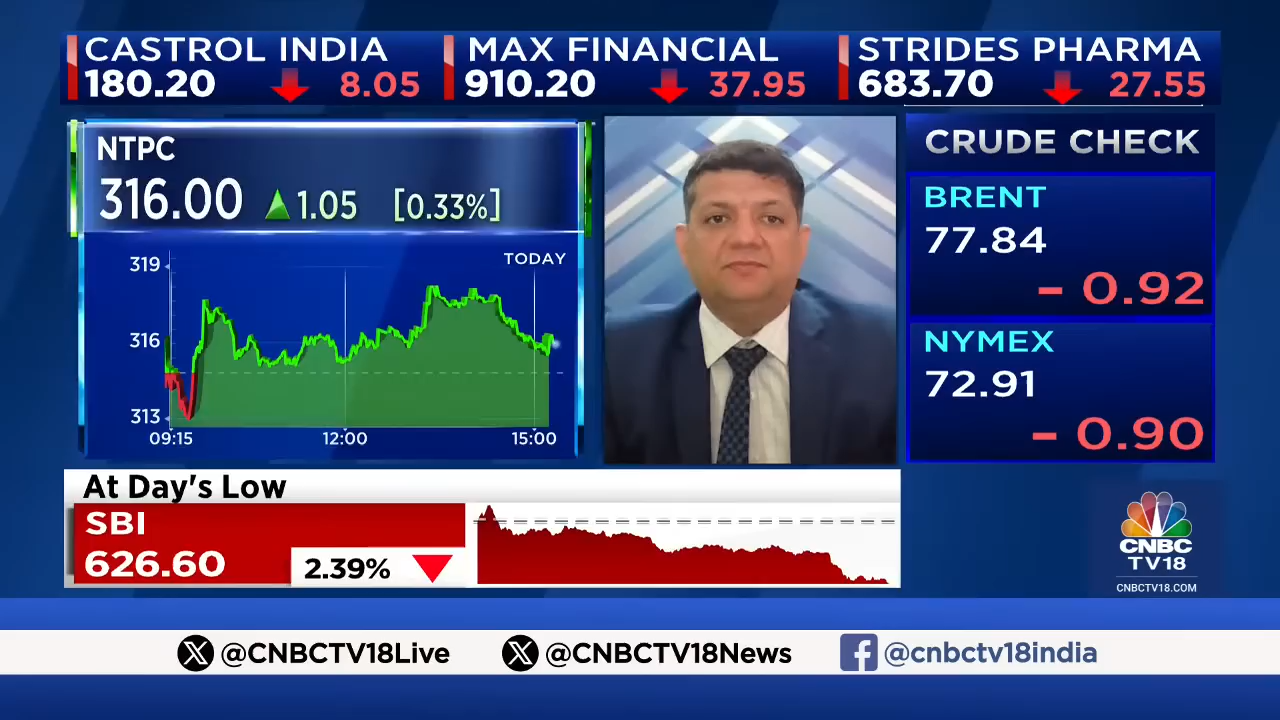 CASTROL INDIA
180.20 8.05
MAX FINANCIAL
910.20 37.95
STRIDES PHARMA
683.70 27.55
NTPC
316.00 1.05 [0.33%]
TODAY
319
316
313
09:15 12:00 15:00
CRUDE CHECK
BRENT
77.84
- 0.92
NYMEX
72.91
- 0.90
At Day's Low
SBI
626.60 2.39%
CNBC
TV18
CNBCTV18.COM
@CNBCTV18Live @CNBCTV18News @cnbctv18india